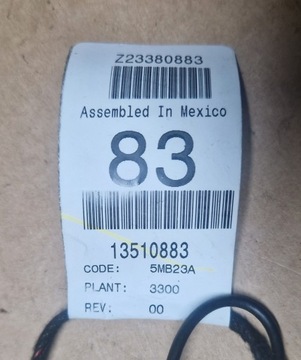 Z23380883
Assembled In Mexico
83
13510883
CODE: 5MB23A
PLANT: 3300
REV: 00